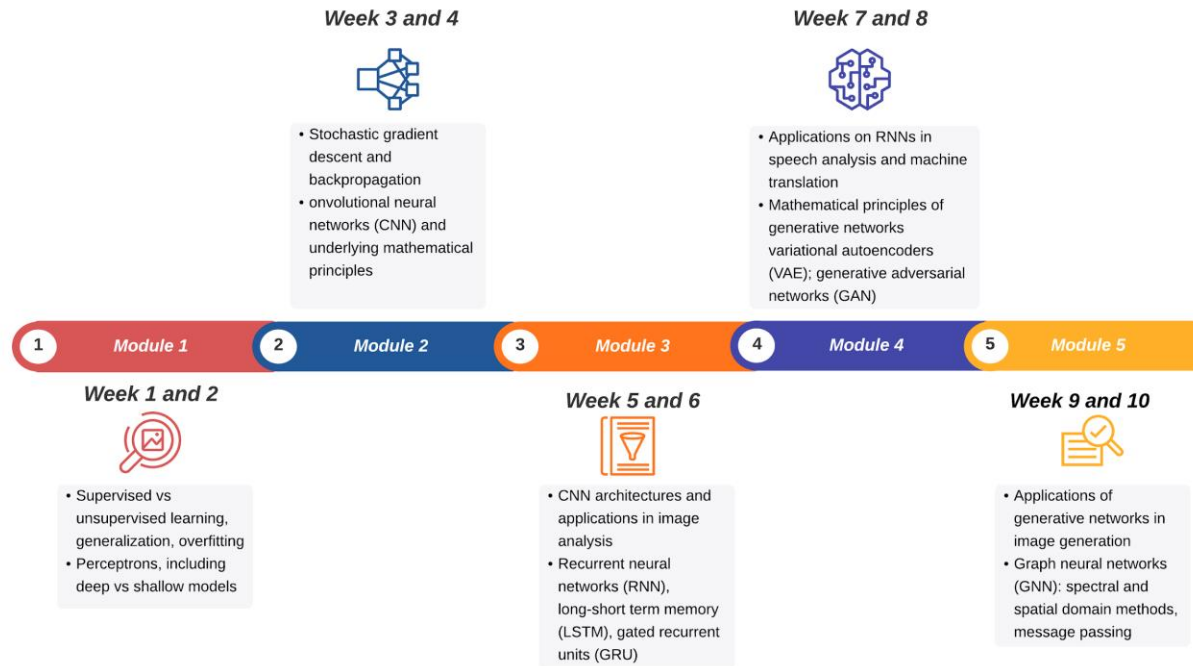 Week 3 and 4
Week 7 and 8
• Stochastic gradient
descent and
backpropagation
• onvolutional neural
networks (CNN) and
underlying mathematical
principles
• Applications on RNNs in
speech analysis and machine
translation
• Mathematical principles of
generative networks
variational autoencoders
(VAE); generative adversarial
networks (GAN)
1 Module 1 2 Module 2 3 Module 3 4 Module 4 5 Module 5
Week 1 and 2
Week 5 and 6
Week 9 and 10
• Supervised vs
unsupervised learning,
generalization, overfitting
• Perceptrons, including
deep vs shallow models
• CNN architectures and
applications in image
analysis
• Recurrent neural
networks (RNN),
long-short term memory
(LSTM), gated recurrent
units (GRU)
• Applications of
generative networks in
image generation
• Graph neural networks
(GNN): spectral and
spatial domain methods,
message passing